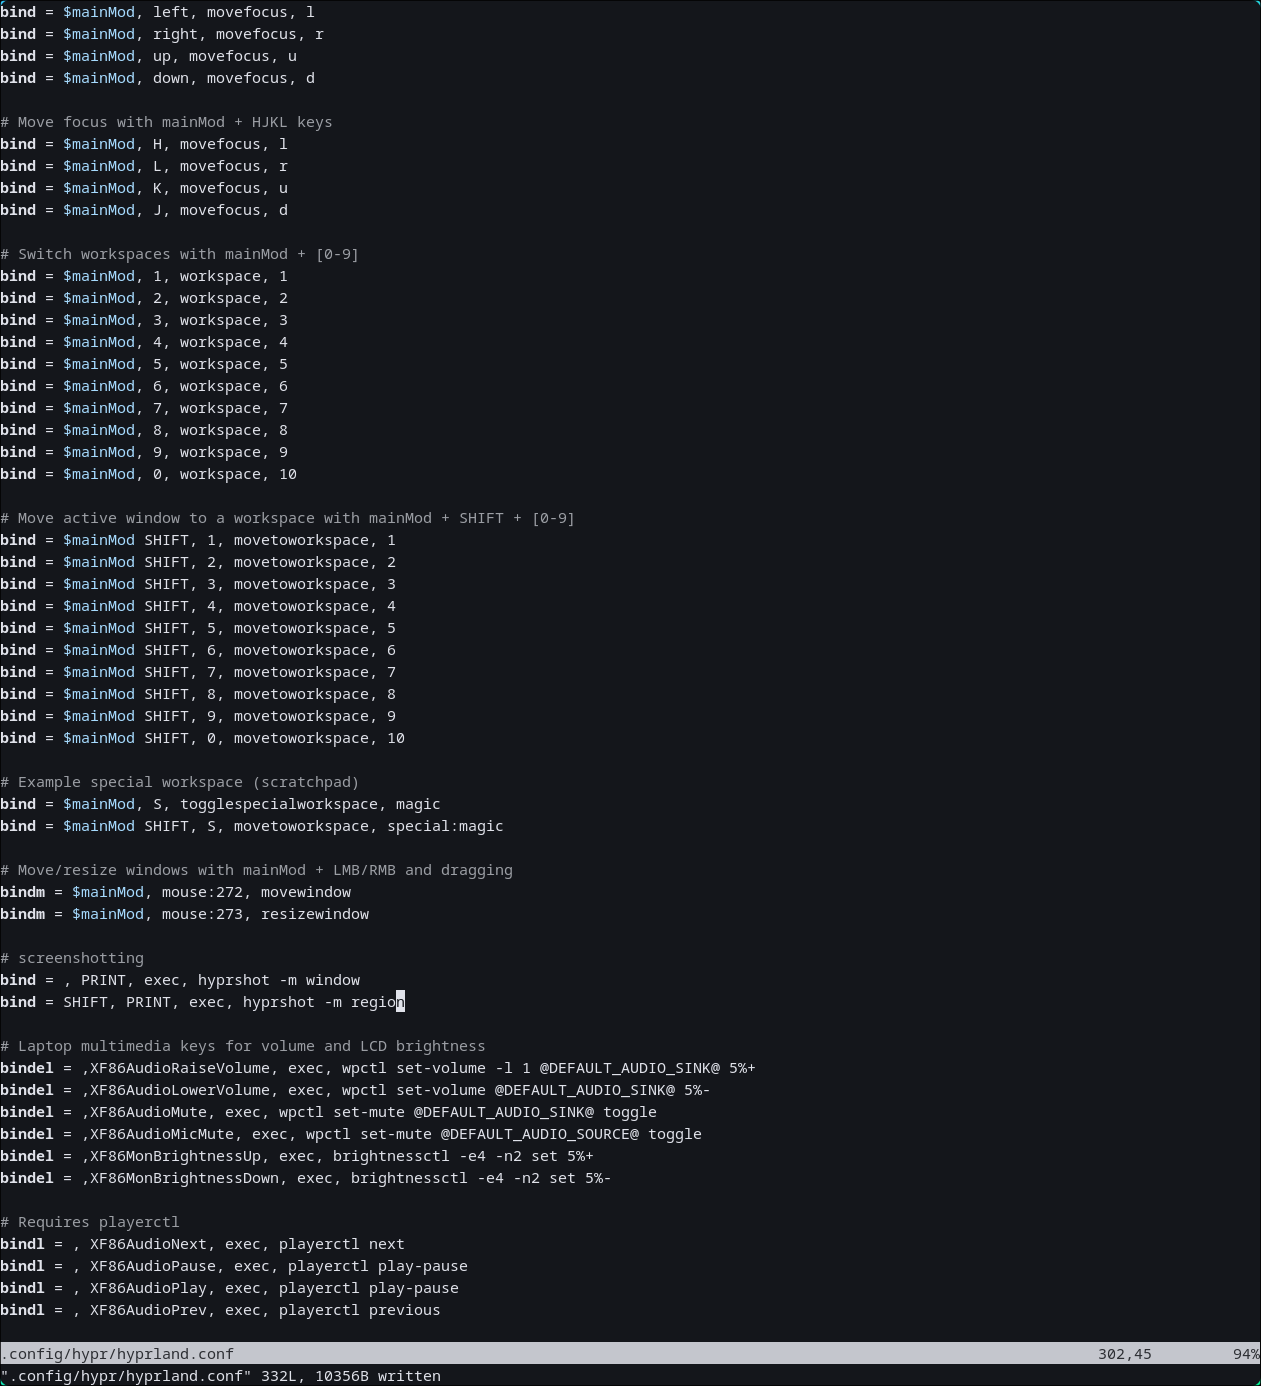 bind = $mainMod, left, movefocus, l
bind = $mainMod, right, movefocus, r
bind = $mainMod, up, movefocus, u
bind = $mainMod, down, movefocus, d

# Move focus with mainMod + HJKL keys
bind = $mainMod, H, movefocus, l
bind = $mainMod, L, movefocus, r
bind = $mainMod, K, movefocus, u
bind = $mainMod, J, movefocus, d

# Switch workspaces with mainMod + [0-9]
bind = $mainMod, 1, workspace, 1
bind = $mainMod, 2, workspace, 2
bind = $mainMod, 3, workspace, 3
bind = $mainMod, 4, workspace, 4
bind = $mainMod, 5, workspace, 5
bind = $mainMod, 6, workspace, 6
bind = $mainMod, 7, workspace, 7
bind = $mainMod, 8, workspace, 8
bind = $mainMod, 9, workspace, 9
bind = $mainMod, 0, workspace, 10

# Move active window to a workspace with mainMod + SHIFT + [0-9]
bind = $mainMod SHIFT, 1, movetoworkspace, 1
bind = $mainMod SHIFT, 2, movetoworkspace, 2
bind = $mainMod SHIFT, 3, movetoworkspace, 3
bind = $mainMod SHIFT, 4, movetoworkspace, 4
bind = $mainMod SHIFT, 5, movetoworkspace, 5
bind = $mainMod SHIFT, 6, movetoworkspace, 6
bind = $mainMod SHIFT, 7, movetoworkspace, 7
bind = $mainMod SHIFT, 8, movetoworkspace, 8
bind = $mainMod SHIFT, 9, movetoworkspace, 9
bind = $mainMod SHIFT, 0, movetoworkspace, 10

# Example special workspace (scratchpad)
bind = $mainMod, S, togglespecialworkspace, magic
bind = $mainMod SHIFT, S, movetoworkspace, special:magic

# Move/resize windows with mainMod + LMB/RMB and dragging
bindm = $mainMod, mouse:272, movewindow
bindm = $mainMod, mouse:273, resizewindow

# screenshotting
bind = , PRINT, exec, hyprshot -m window
bind = SHIFT, PRINT, exec, hyprshot -m region

# Laptop multimedia keys for volume and LCD brightness
bindel = ,XF86AudioRaiseVolume, exec, wpctl set-volume -l 1 @DEFAULT_AUDIO_SINK@ 5%+
bindel = ,XF86AudioLowerVolume, exec, wpctl set-volume @DEFAULT_AUDIO_SINK@ 5%-
bindel = ,XF86AudioMute, exec, wpctl set-mute @DEFAULT_AUDIO_SINK@ toggle
bindel = ,XF86AudioMicMute, exec, wpctl set-mute @DEFAULT_AUDIO_SOURCE@ toggle
bindel = ,XF86MonBrightnessUp, exec, brightnessctl -e4 -n2 set 5%+
bindel = ,XF86MonBrightnessDown, exec, brightnessctl -e4 -n2 set 5%-

# Requires playerctl
bindl = , XF86AudioNext, exec, playerctl next
bindl = , XF86AudioPause, exec, playerctl play-pause
bindl = , XF86AudioPlay, exec, playerctl play-pause
bindl = , XF86AudioPrev, exec, playerctl previous

.config/hypr/hyprland.conf 302,45 94%
".config/hypr/hyprland.conf" 332L, 10356B written